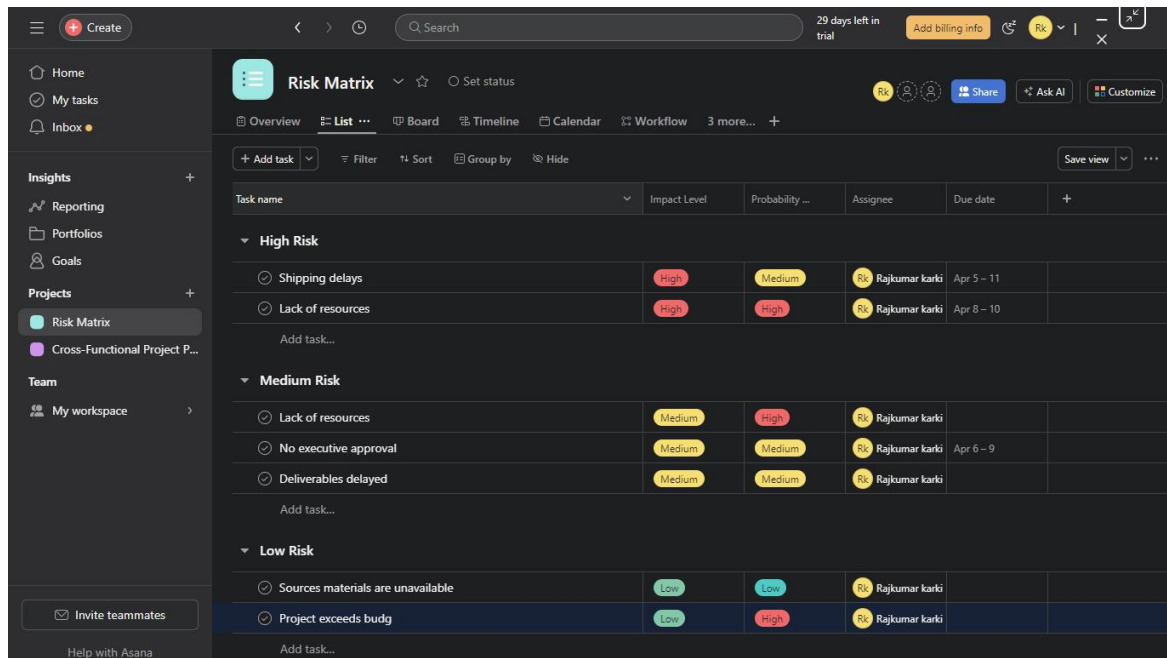 Create
Search
29 days left in
trial
Add billing info
Rk
Home
My tasks
Inbox
Insights
Reporting
Portfolios
Goals
Projects
Risk Matrix
Cross-Functional Project P...
Team
My workspace
Invite teammates
Help with Asana
Risk Matrix
Set status
Rk
Share
Ask AI
Customize
Overview List ... Board Timeline Calendar Workflow 3 more... +
+ Add task Filter Sort Group by Hide
Save view ...
Task name Impact Level Probability ... Assignee Due date +
High Risk
Shipping delays High Medium Rk Rajkumar karki Apr 5 – 11
Lack of resources High High Rk Rajkumar karki Apr 8 – 10
Add task...
Medium Risk
Lack of resources Medium High Rk Rajkumar karki
No executive approval Medium Medium Rk Rajkumar karki Apr 6 – 9
Deliverables delayed Medium Medium Rk Rajkumar karki
Add task...
Low Risk
Sources materials are unavailable Low Low Rk Rajkumar karki
Project exceeds budg Low High Rk Rajkumar karki
Add task...